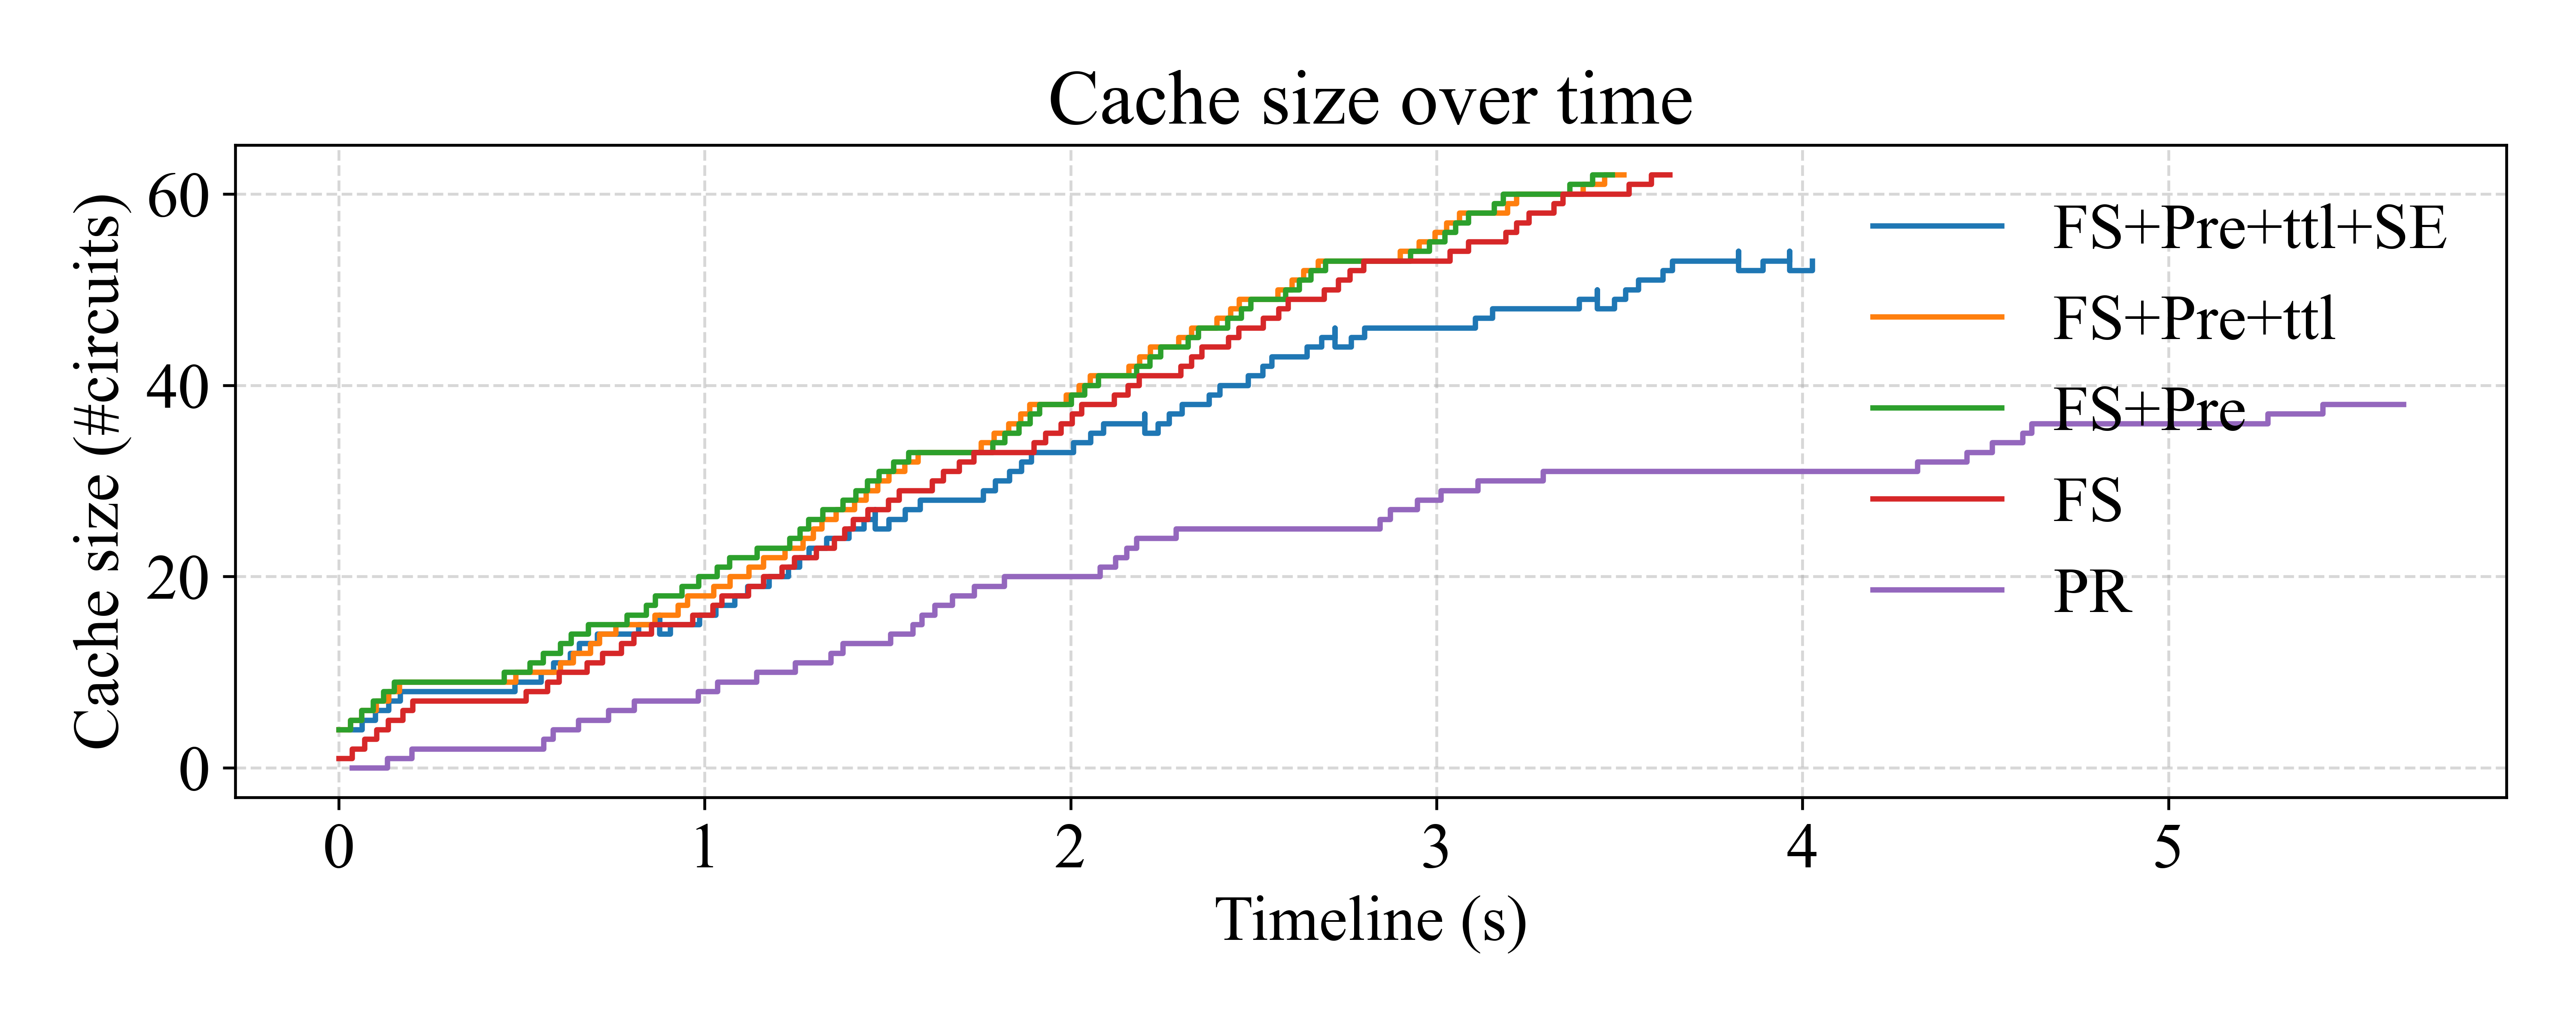 Cache size over time
Cache size (#circuits)
60
40
20
0
FS+Pre+ttl+SE
FS+Pre+ttl
FS+Pre
FS
PR
0 1 2 3 4 5
Timeline (s)